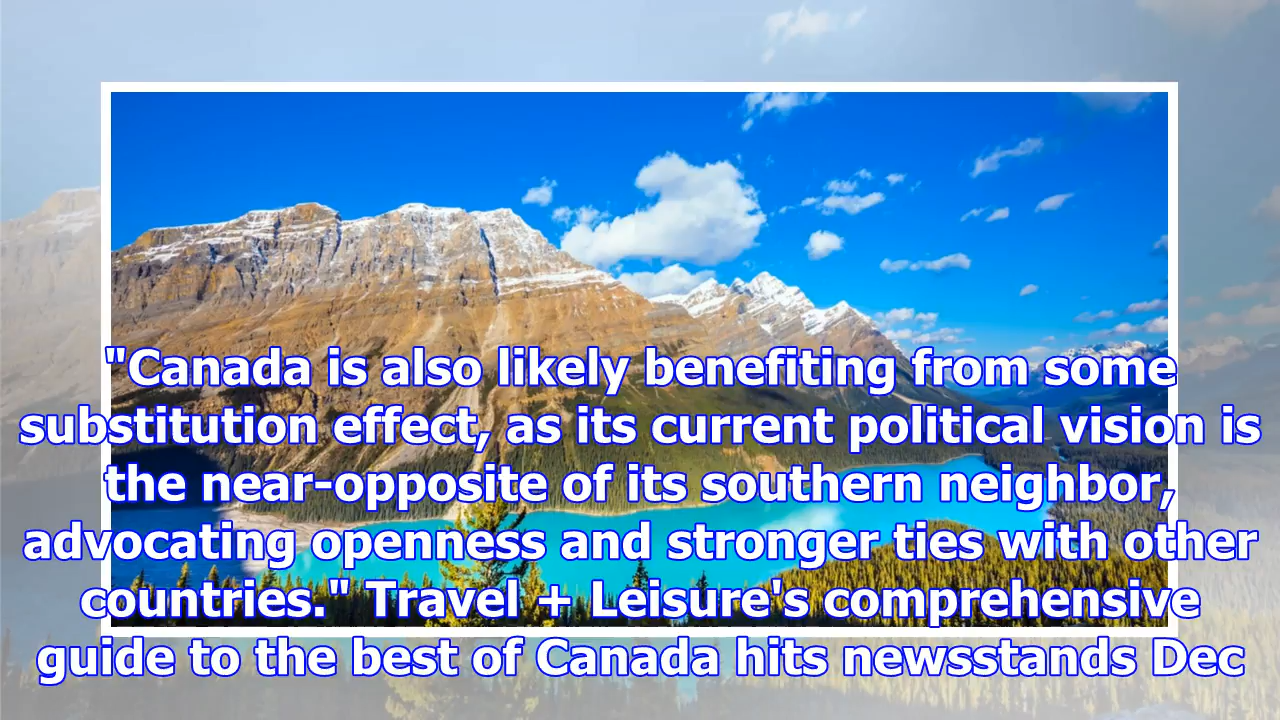 "Canada is also likely benefiting from some
substitution effect, as its current political vision is
the near-opposite of its southern neighbor,
advocating openness and stronger ties with other
countries." Travel + Leisure's comprehensive
guide to the best of Canada hits newsstands Dec